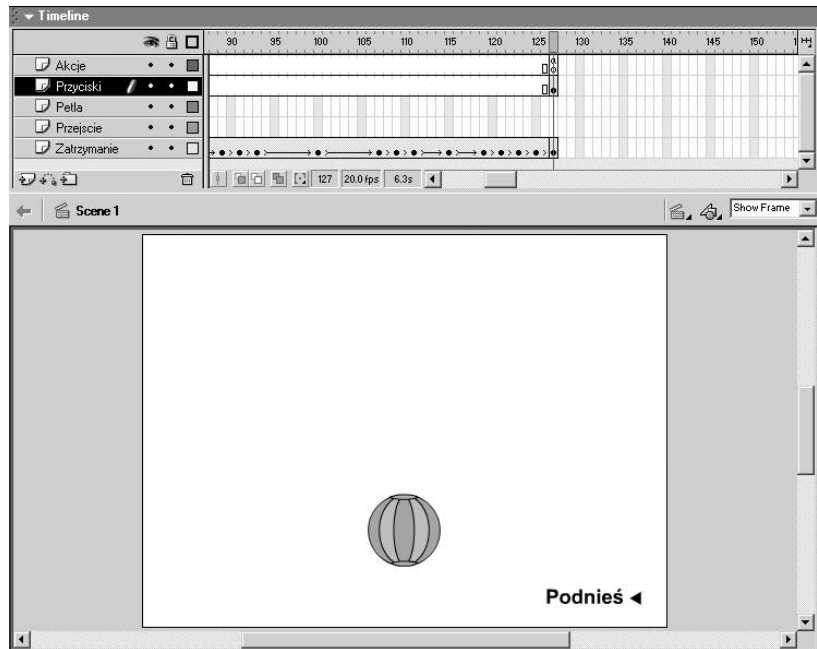 Timeline
90 95 100 105 110 115 120 125 130 135 140 145 150 1
Akcje
Przyciski
Petla
Przejscie
Zatrzymanie
127 20.0 fps 6.3s
Scene 1 Show Frame
Podnieś